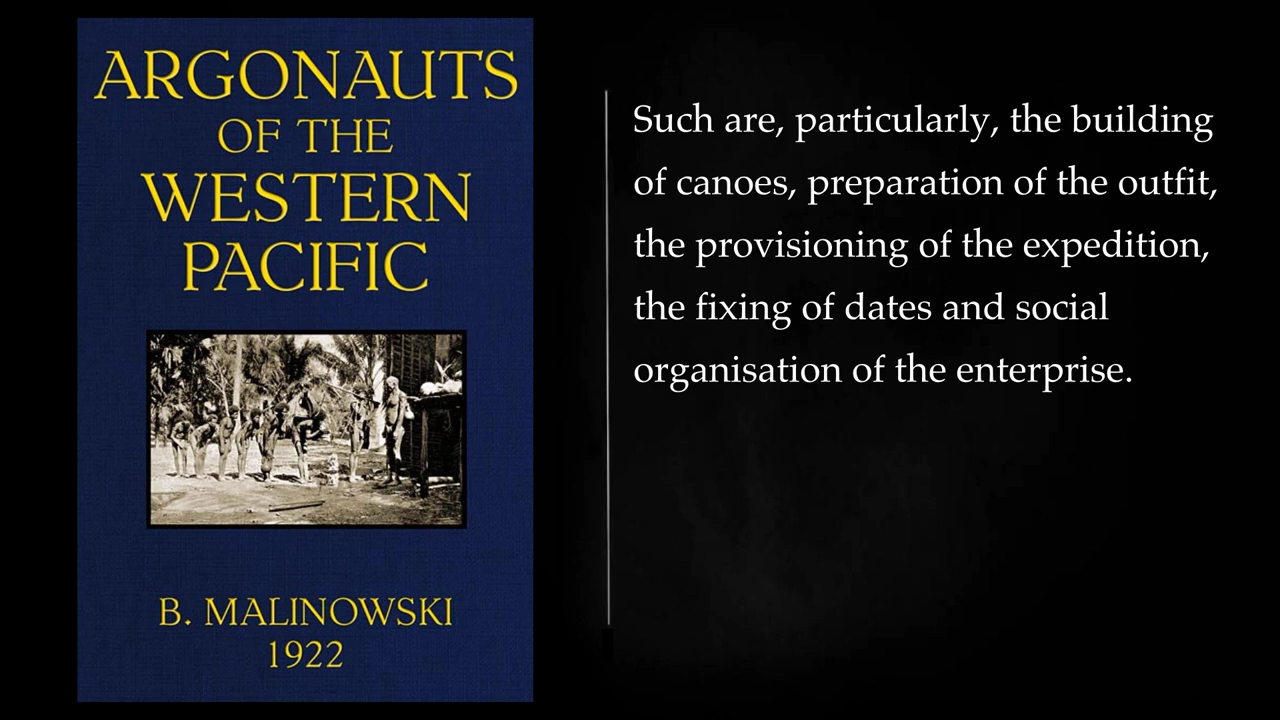 ARGONAUTS
OF THE
WESTERN
PACIFIC
B. MALINOWSKI
1922
Such are, particularly, the building
of canoes, preparation of the outfit,
the provisioning of the expedition,
the fixing of dates and social
organisation of the enterprise.